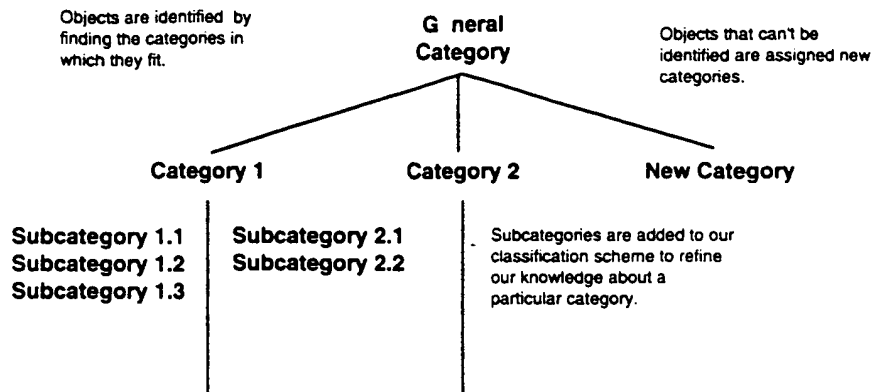 Objects are identified by
finding the categories in
which they fit.
G neral
Category
Objects that can't be
identified are assigned new
categories.
Category 1
Category 2
New Category
Subcategory 1.1
Subcategory 1.2
Subcategory 1.3
Subcategory 2.1
Subcategory 2.2
Subcategories are added to our
classification scheme to refine
our knowledge about a
particular category.